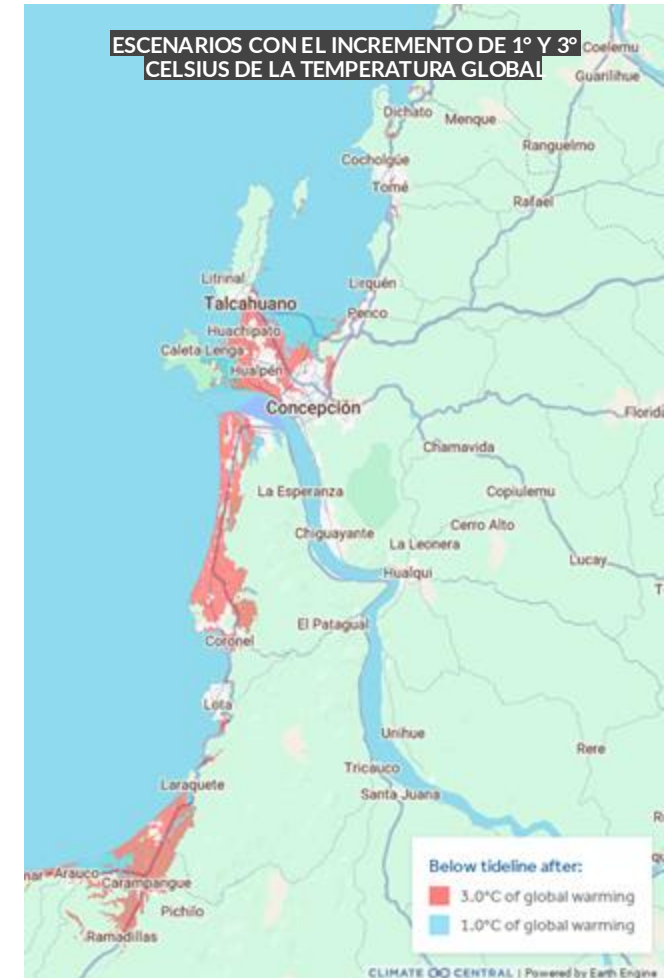 ESCENARIOS CON EL INCREMENTO DE 1° Y 3°
CELSIUS DE LA TEMPERATURA GLOBAL
Coelemu
Guarilihue
Dichato
Menque
Ranguelmo
Cocholgüe
Tomé
Rafael
Litrinal
Lirquén
Talcahuano
Penco
Huachipato
Caleta Lenga
Hualpén
Concepción
Florida
Chamavida
La Esperanza
Copiulemu
Cerro Alto
Chiguayante
La Leonera
Lucay
Hualqui
El Patagual
Coronel
Lota
Unihue
Rere
Tricauco
Laraquete
Santa Juana
Arauco
Carampangue
Pichilo
Ramadillas
Below tideline after:
3.0°C of global warming
1.0°C of global warming
CLIMATE CENTRAL | Powered by Earth Engine